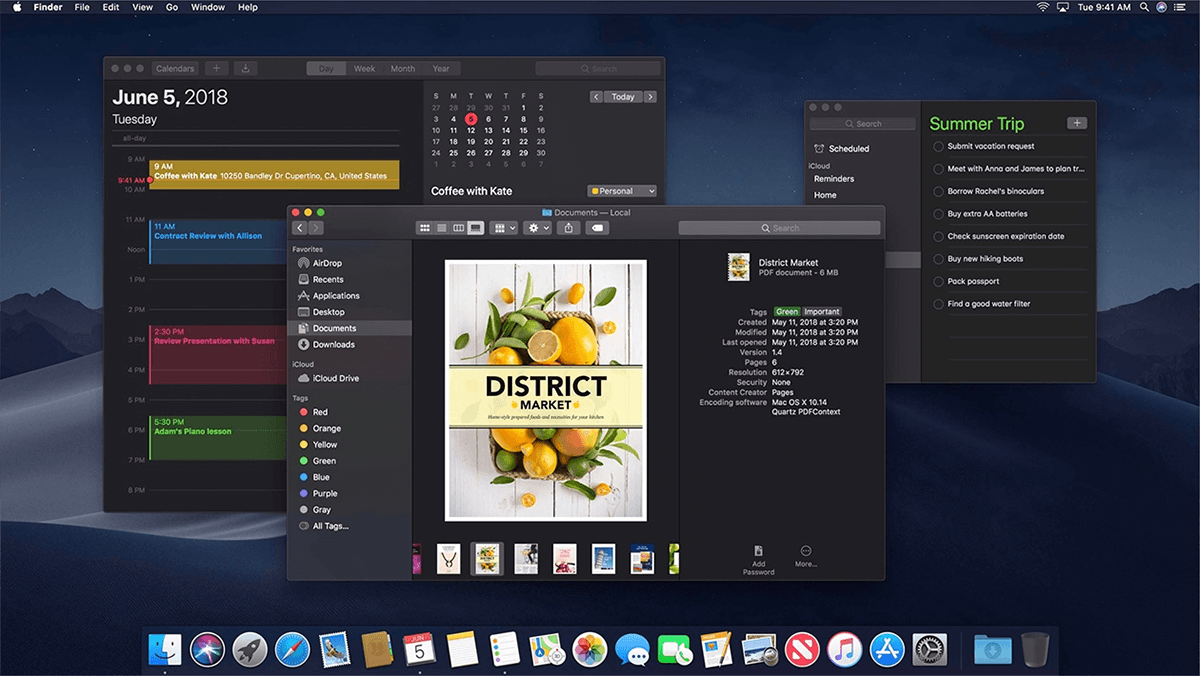 Finder File Edit View Go Window Help
Tue 9:41 AM
Calendars
Day Week Month Year
Search
June 5, 2018
Tuesday
all-day
9 AM
9:41 AM
10 AM
11 AM
Noon
1 PM
2 PM
3 PM
4 PM
5 PM
6 PM
7 PM
8 PM
9 AM
Coffee with Kate 10250 Bandley Dr Cupertino, CA, United States
11 AM
Contract Review with Allison
2:30 PM
Review Presentation with Susan
5:30 PM
Adam's Piano lesson
Today
S M T W T F S
27 28 29 30 31 1 2
3 4 5 6 7 8 9
10 11 12 13 14 15 16
17 18 19 20 21 22 23
24 25 26 27 28 29 30
1 2 3 4 5 6 7
Coffee with Kate
Personal
Search
Scheduled
iCloud
Reminders
Home
Summer Trip
Submit vacation request
Meet with Anna and James to plan tr...
Borrow Rachel's binoculars
Buy extra AA batteries
Check sunscreen expiration date
Buy new hiking boots
Pack passport
Find a good water filter
Documents — Local
Search
Favorites
AirDrop
Recents
Applications
Desktop
Documents
Downloads
iCloud
iCloud Drive
Tags
Red
Orange
Yellow
Green
Blue
Purple
Gray
All Tags...
DISTRICT
MARKET
Home-style prepared foods and necessities for your kitchen
District Market
PDF document - 6 MB
Tags Green Important
Created May 11, 2018 at 3:20 PM
Modified May 11, 2018 at 3:20 PM
Last opened May 11, 2018 at 3:20 PM
Version 1.4
Pages 6
Resolution 612×792
Security None
Content Creator Pages
Encoding software Mac OS X 10.14
Quartz PDFContext
Add
Password
More...
JUN
5